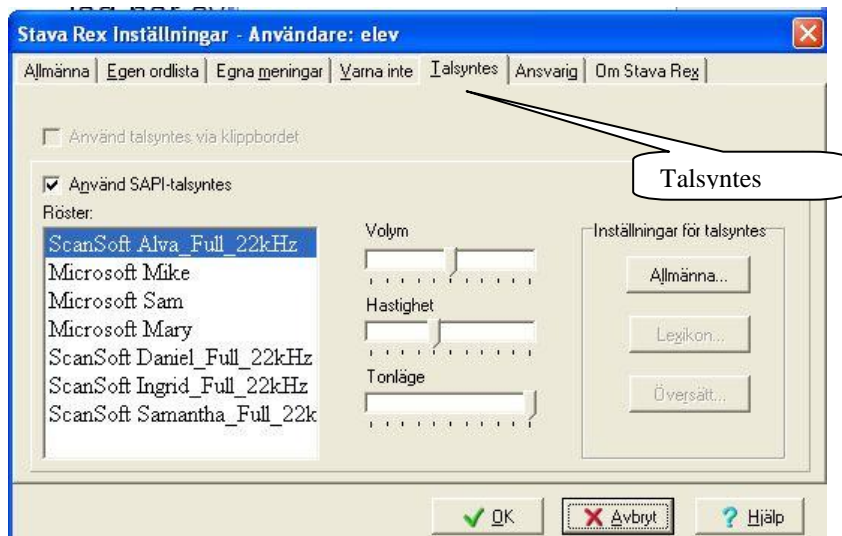 Stava Rex Inställningar - Användare: elev
Allmänna Egen ordlista Egna meningar Varna inte Talsyntes Ansvarig Om Stava Rex
Använd talsyntes via klippbordet
Talsyntes
Använd SAPI-talsyntes
Röster:
ScanSoft Alva_Full_22kHz
Microsoft Mike
Microsoft Sam
Microsoft Mary
ScanSoft Daniel_Full_22kHz
ScanSoft Ingrid_Full_22kHz
ScanSoft Samantha_Full_22k
Volym
Hastighet
Tonläge
Inställningar för talsyntes
Allmänna...
Lexikon...
Översätt...
OK
Avbryt
Hjälp